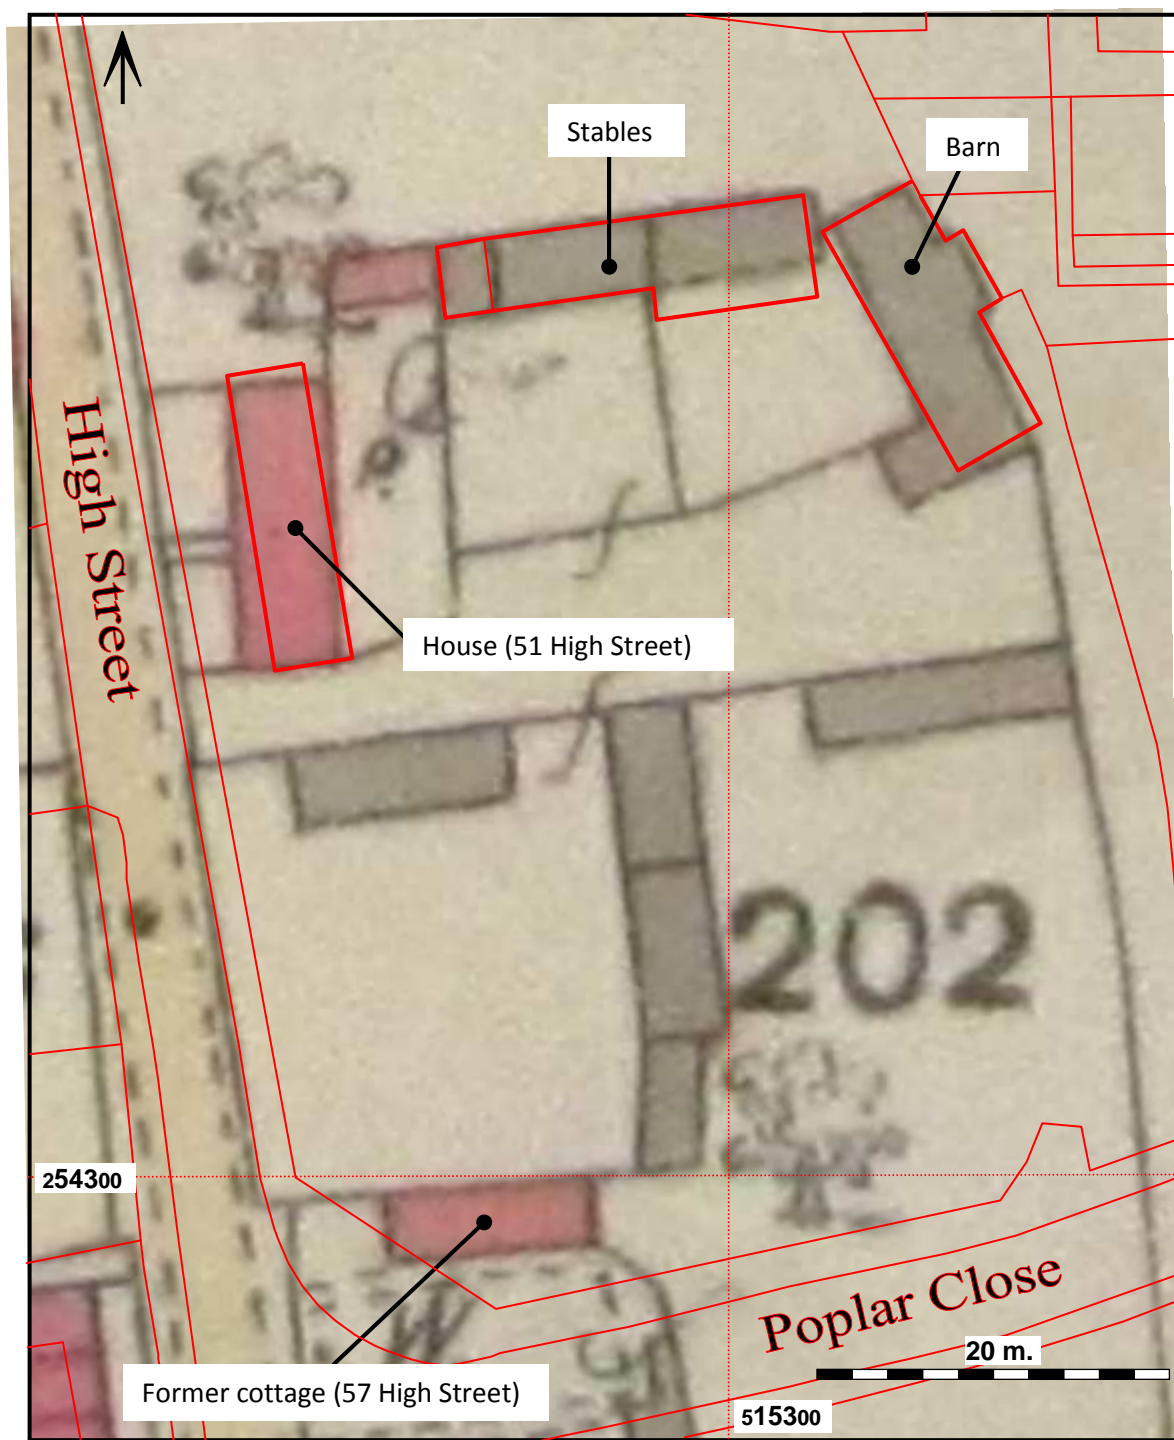 Stables
Barn
High Street
House (51 High Street)
202
254300
Former cottage (57 High Street)
Poplar Close
20 m.
515300